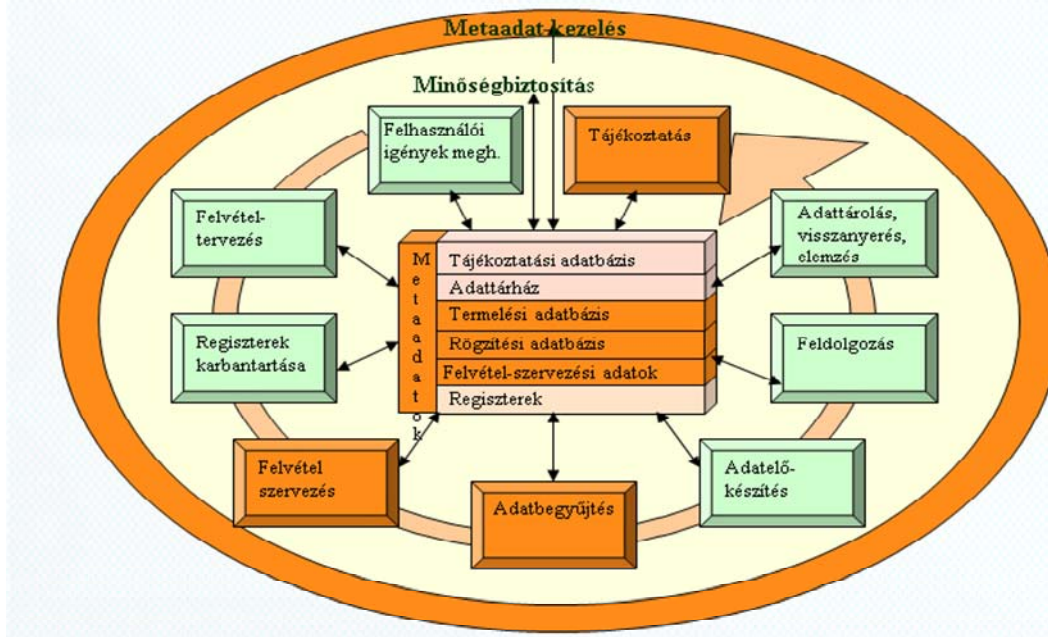 Metaadat kezelés
Minőségbiztosítás
Felhasználói
igények megh.
Tájékoztatás
Felvétel-
tervezés
Adattárolás,
visszanyerés,
elemzés
Metaadatok
Tájékoztatási adatbázis
Adattárház
Termelési adatbázis
Rögzítési adatbázis
Felvétel-szervezési adatok
Regiszterek
Regiszterek
karbantartása
Feldolgozás
Felvétel
szervezés
Adatbegyűjtés
Adatelő-
készítés